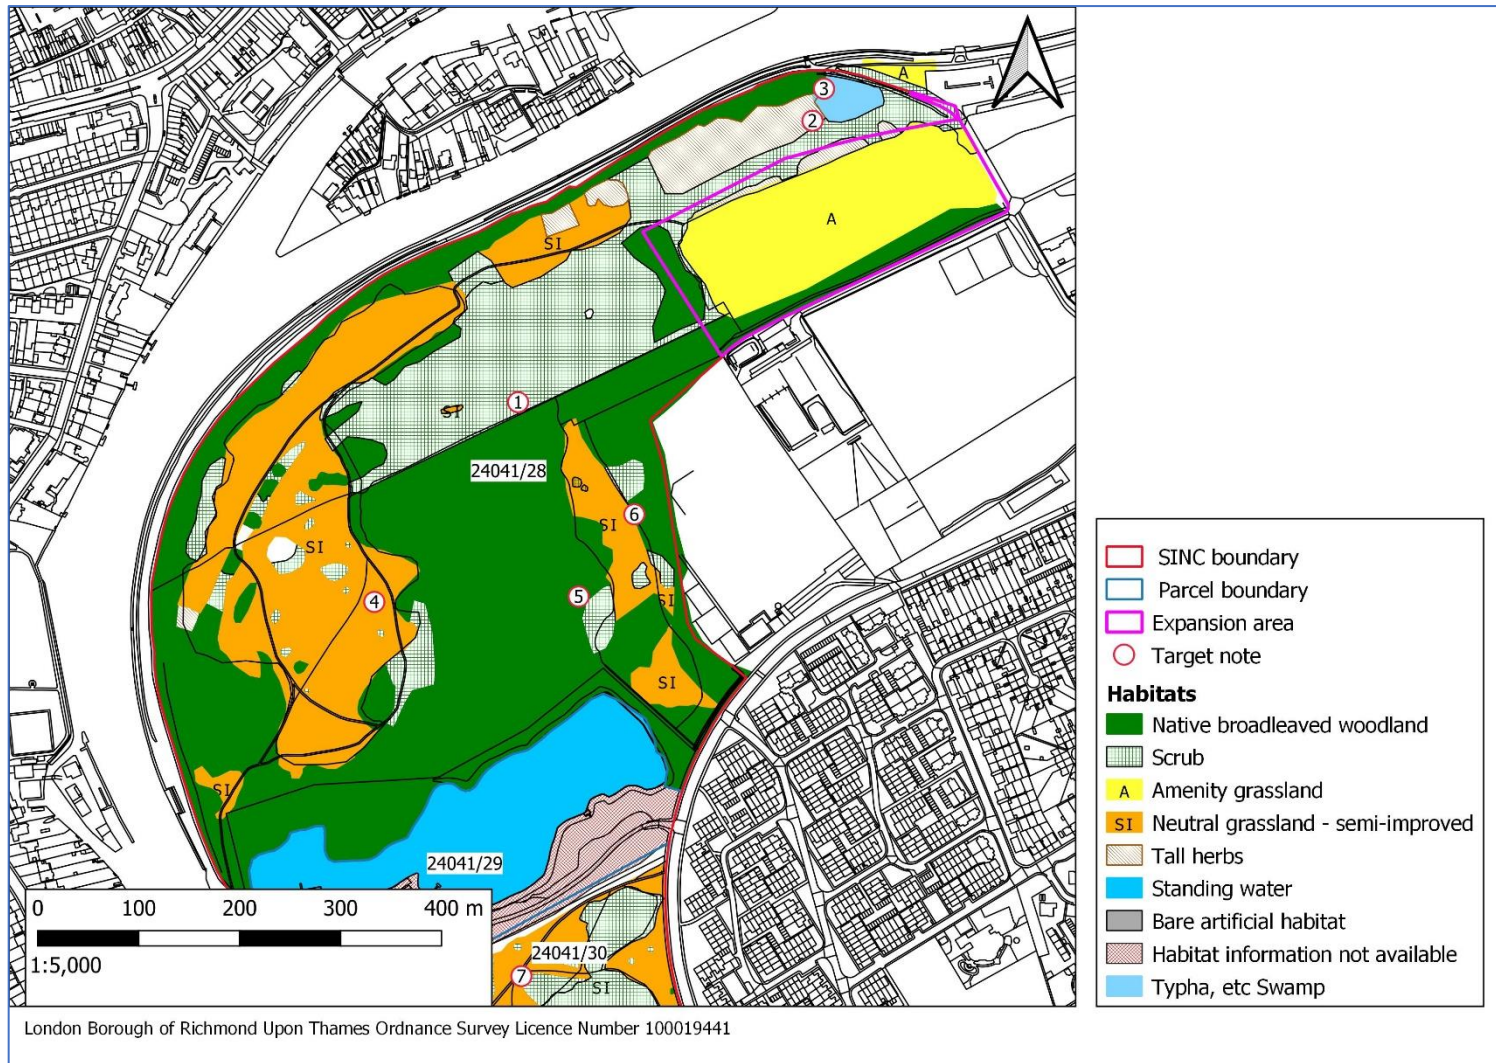 A
3
2
A
SI
SI
1
24041/28
SI
6
SI
5
4
SI
SI
SI
24041/29
24041/30
7
SI
0 100 200 300 400 m
1:5,000
SINC boundary
Parcel boundary
Expansion area
Target note
Habitats
Native broadleaved woodland
Scrub
A Amenity grassland
SI Neutral grassland - semi-improved
Tall herbs
Standing water
Bare artificial habitat
Habitat information not available
Typha, etc Swamp
London Borough of Richmond Upon Thames Ordnance Survey Licence Number 100019441